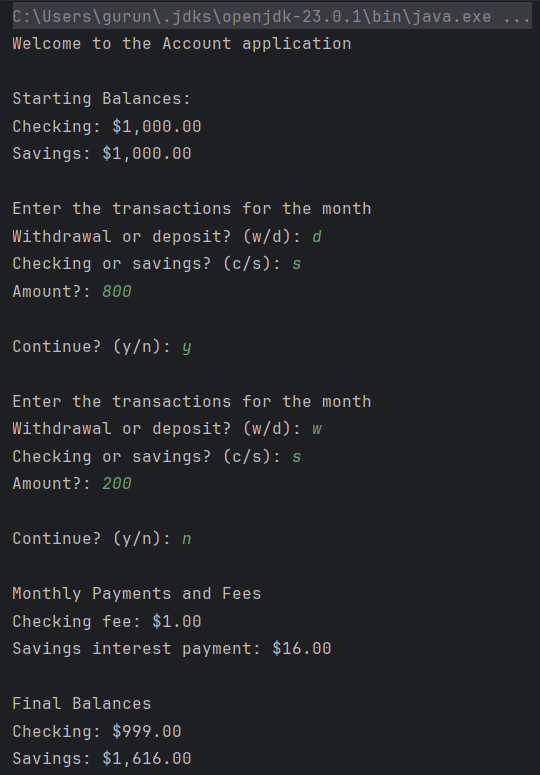 C:\Users\gurun\.jdks\openjdk-23.0.1\bin\java.exe ...
Welcome to the Account application

Starting Balances:
Checking: $1,000.00
Savings: $1,000.00

Enter the transactions for the month
Withdrawal or deposit? (w/d): d
Checking or savings? (c/s): s
Amount?: 800

Continue? (y/n): y

Enter the transactions for the month
Withdrawal or deposit? (w/d): w
Checking or savings? (c/s): s
Amount?: 200

Continue? (y/n): n

Monthly Payments and Fees
Checking fee: $1.00
Savings interest payment: $16.00

Final Balances
Checking: $999.00
Savings: $1,616.00